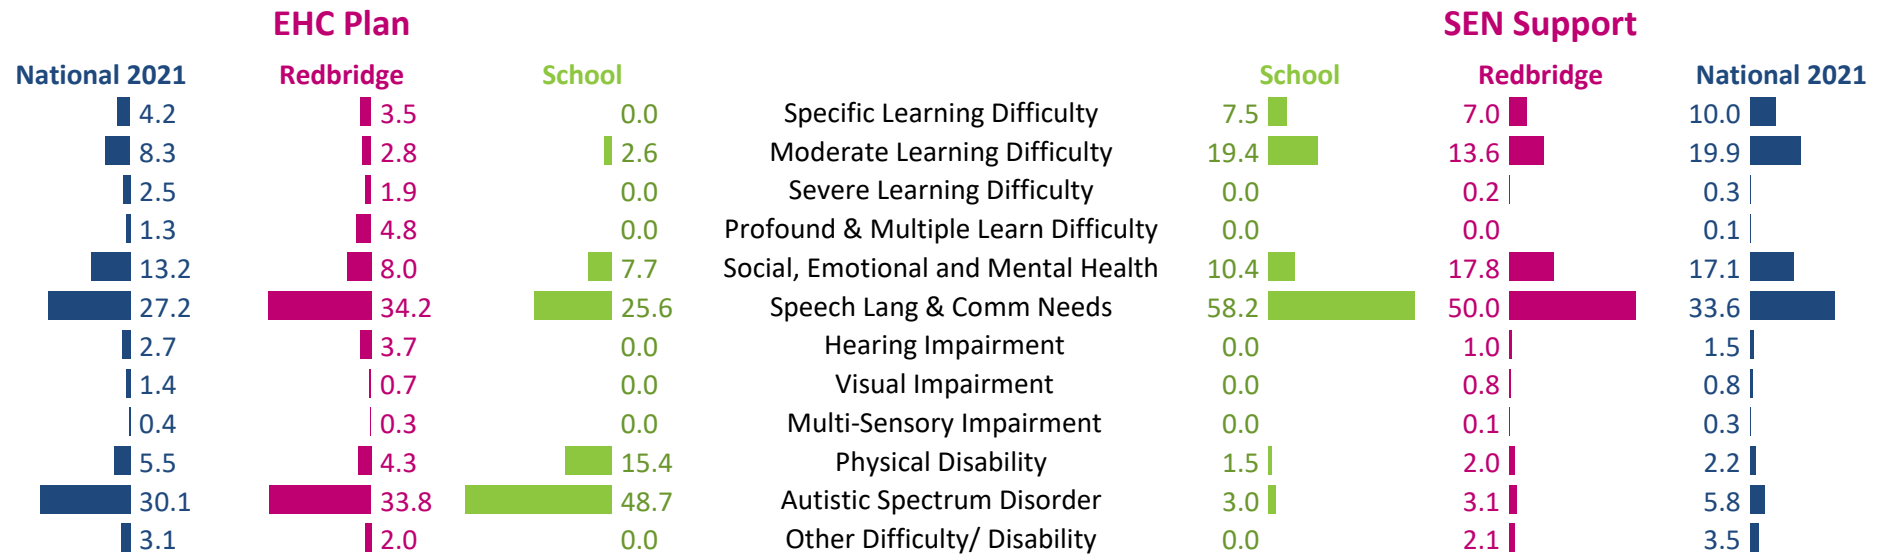 EHC Plan SEN Support
National 2021 Redbridge School School Redbridge National 2021
4.2 3.5 0.0 Specific Learning Difficulty 7.5 7.0 10.0
8.3 2.8 2.6 Moderate Learning Difficulty 19.4 13.6 19.9
2.5 1.9 0.0 Severe Learning Difficulty 0.0 0.2 0.3
1.3 4.8 0.0 Profound & Multiple Learn Difficulty 0.0 0.0 0.1
13.2 8.0 7.7 Social, Emotional and Mental Health 10.4 17.8 17.1
27.2 34.2 25.6 Speech Lang & Comm Needs 58.2 50.0 33.6
2.7 3.7 0.0 Hearing Impairment 0.0 1.0 1.5
1.4 0.7 0.0 Visual Impairment 0.0 0.8 0.8
0.4 0.3 0.0 Multi-Sensory Impairment 0.0 0.1 0.3
5.5 4.3 15.4 Physical Disability 1.5 2.0 2.2
30.1 33.8 48.7 Autistic Spectrum Disorder 3.0 3.1 5.8
3.1 2.0 0.0 Other Difficulty/ Disability 0.0 2.1 3.5